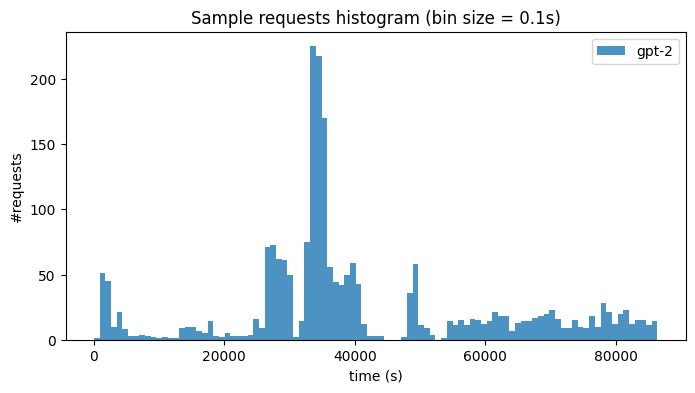 Sample requests histogram (bin size = 0.1s)
gpt-2
#requests
200
150
100
50
0
0 20000 40000 60000 80000
time (s)